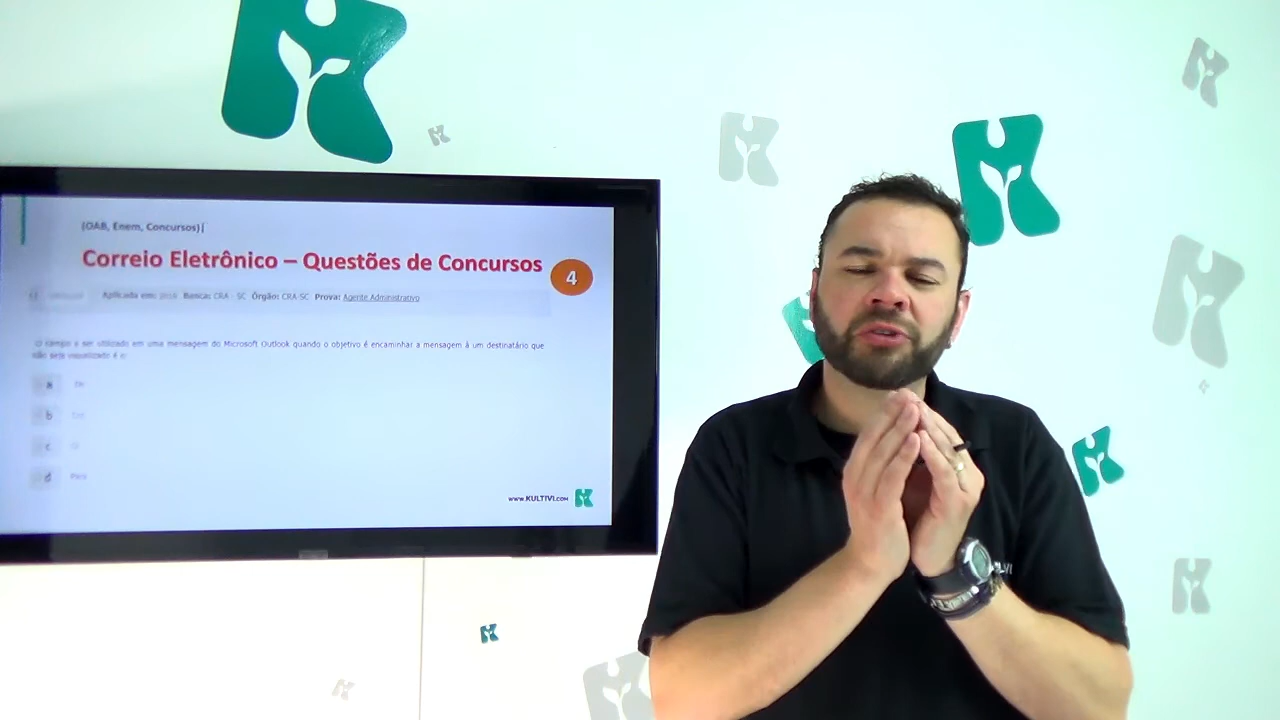 (OAB, Enem, Concursos)|
Correio Eletrônico – Questões de Concursos
4
Aplicada em: 2016 Banca: CRA - SC Órgão: CRA-SC Prova: Agente Administrativo
O campo a ser utilizado em uma mensagem do Microsoft Outlook quando o objetivo é encaminhar a mensagem à um destinatário que
não seja visualizado é o:
a
b
c
d Para
www.KULTIVI.COM